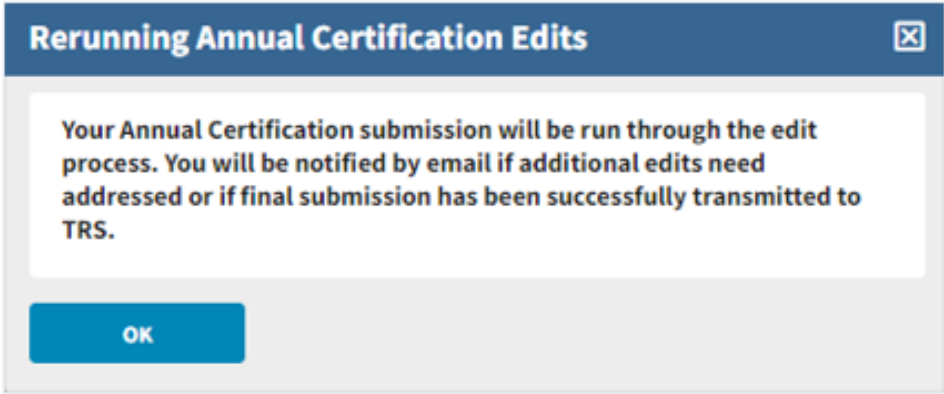 Rerunning Annual Certification Edits
Your Annual Certification submission will be run through the edit
process. You will be notified by email if additional edits need
addressed or if final submission has been successfully transmitted to
TRS.
OK